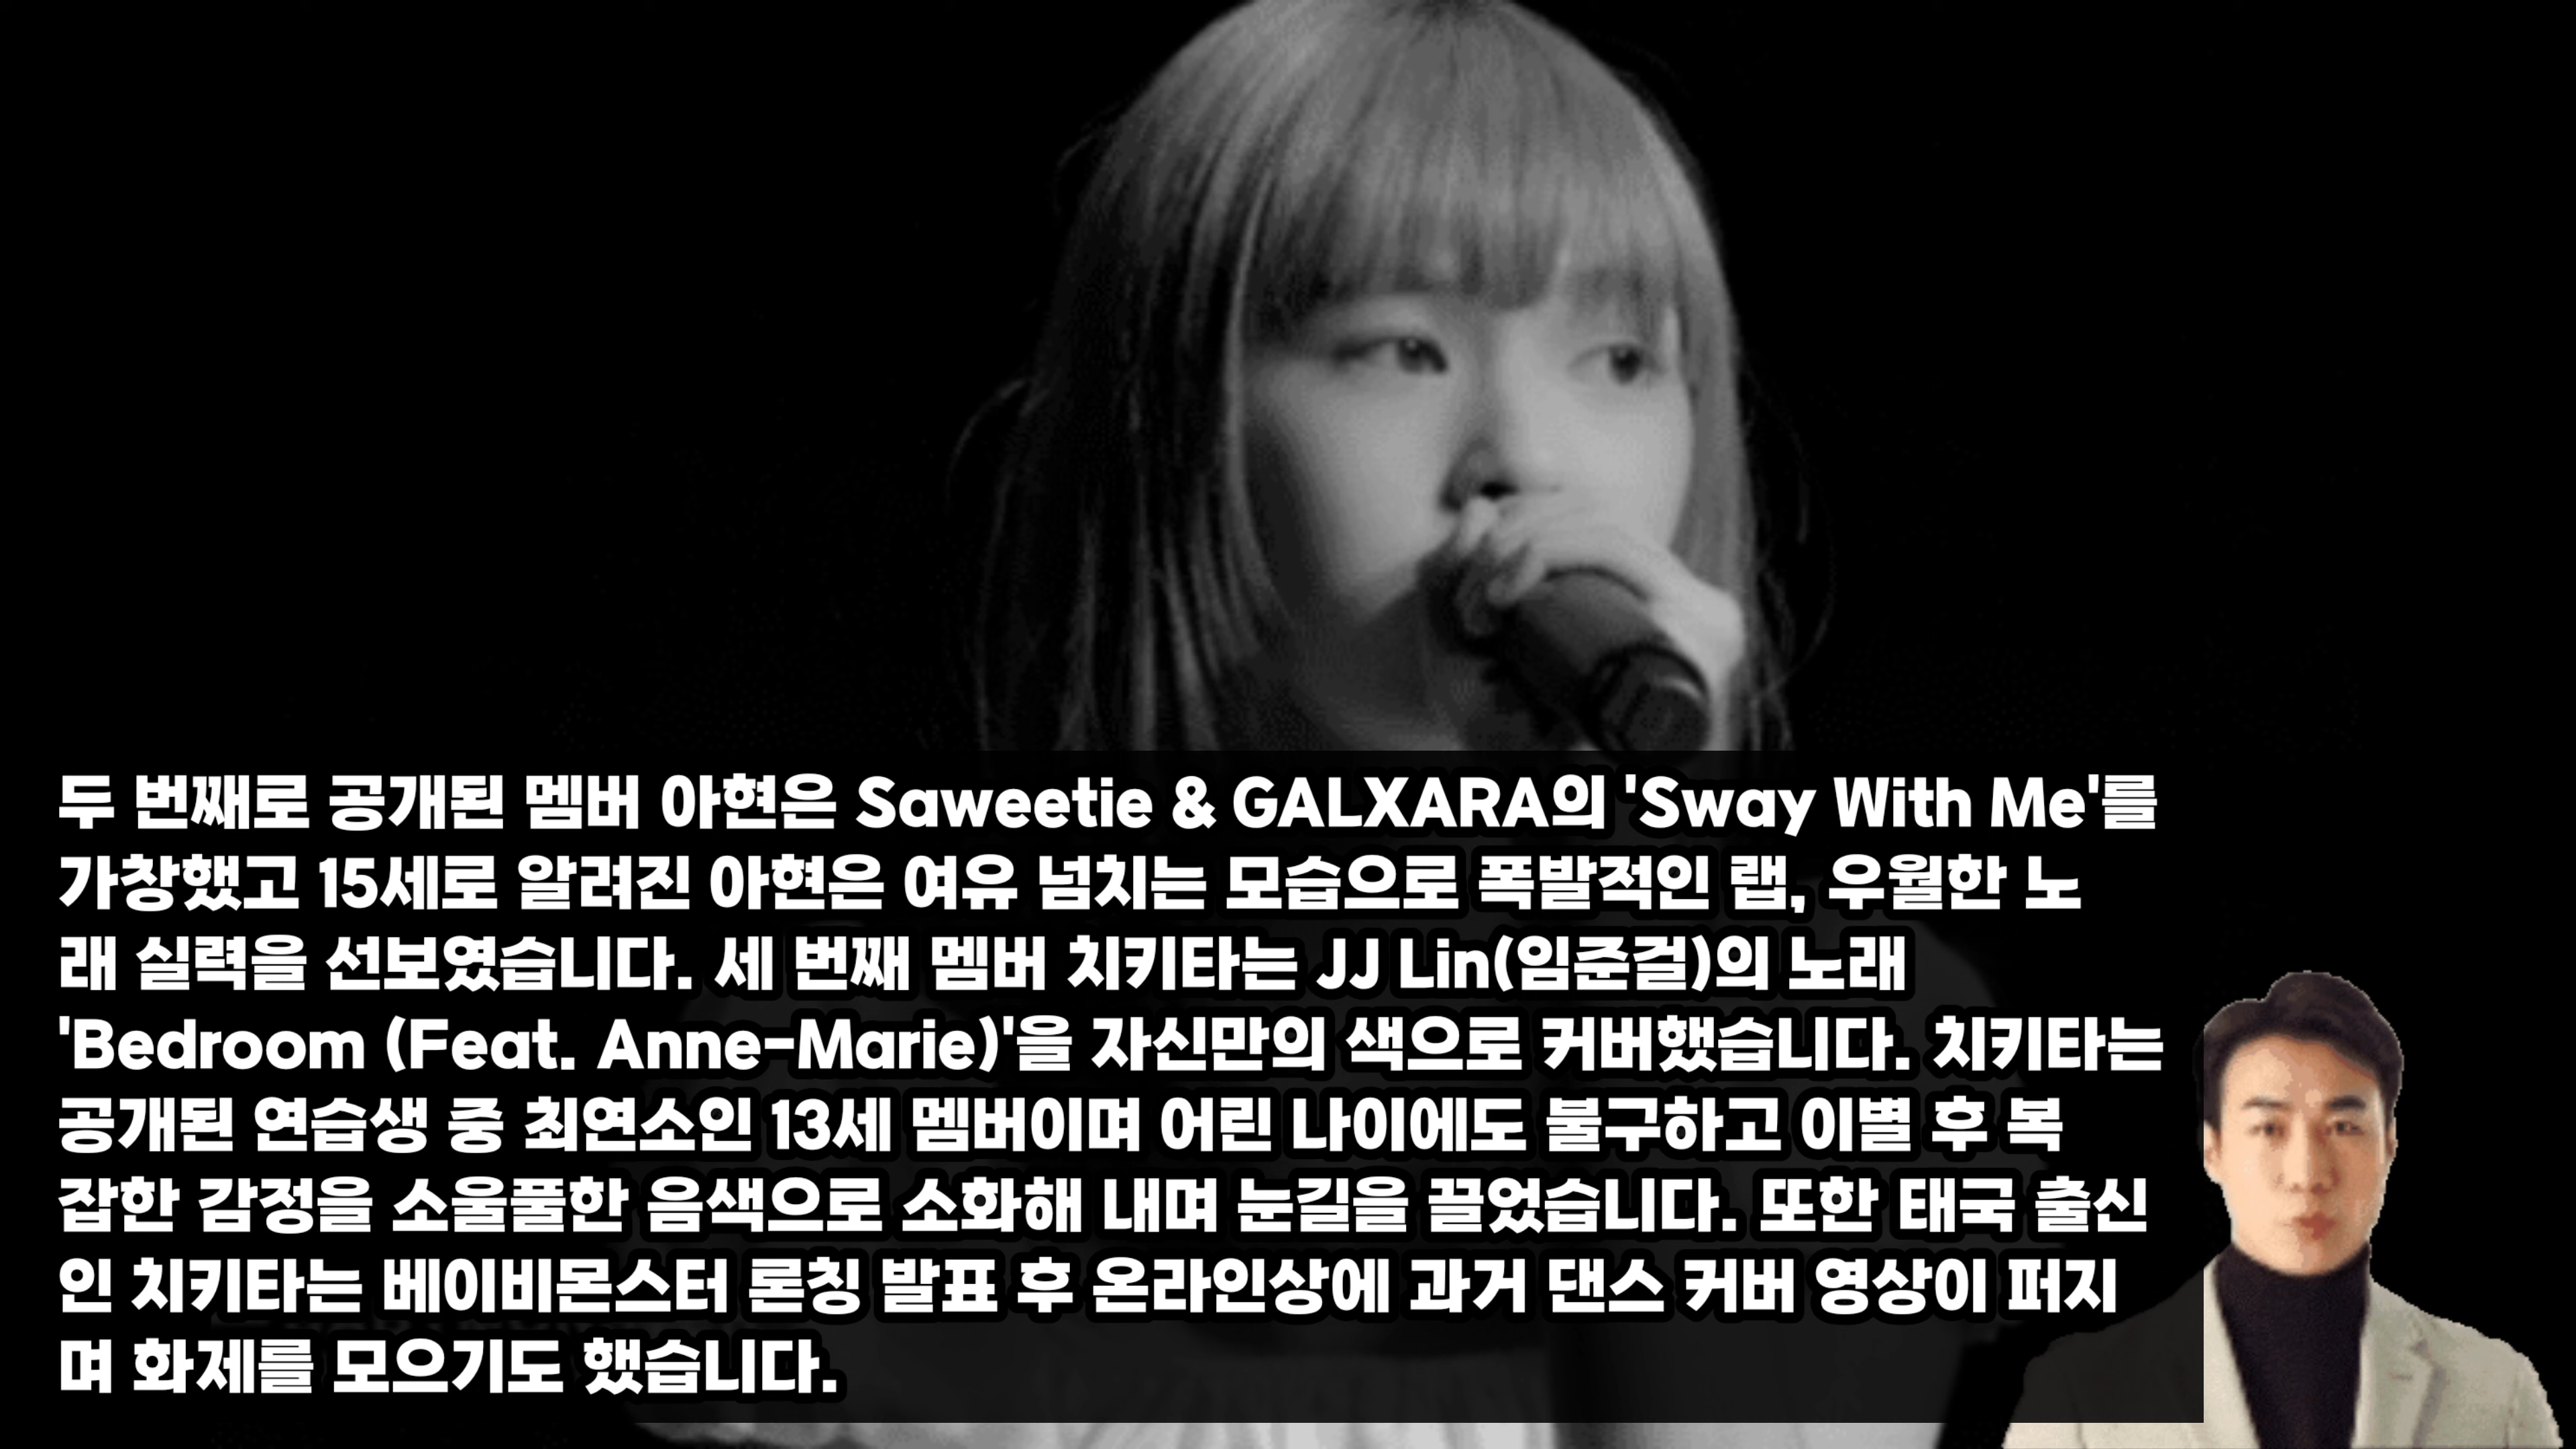 두 번째로 공개된 멤버 아현은 Saweetie & GALXARA의 'Sway With Me'를
가창했고 15세로 알려진 아현은 여유 넘치는 모습으로 폭발적인 랩, 우월한 노
래 실력을 선보였습니다. 세 번째 멤버 치키타는 JJ Lin(임준걸)의 노래
'Bedroom (Feat. Anne-Marie)'을 자신만의 색으로 커버했습니다. 치키타는
공개된 연습생 중 최연소인 13세 멤버이며 어린 나이에도 불구하고 이별 후 복
잡한 감정을 소울풀한 음색으로 소화해 내며 눈길을 끌었습니다. 또한 태국 출신
인 치키타는 베이비몬스터 론칭 발표 후 온라인상에 과거 댄스 커버 영상이 퍼지
며 화제를 모으기도 했습니다.